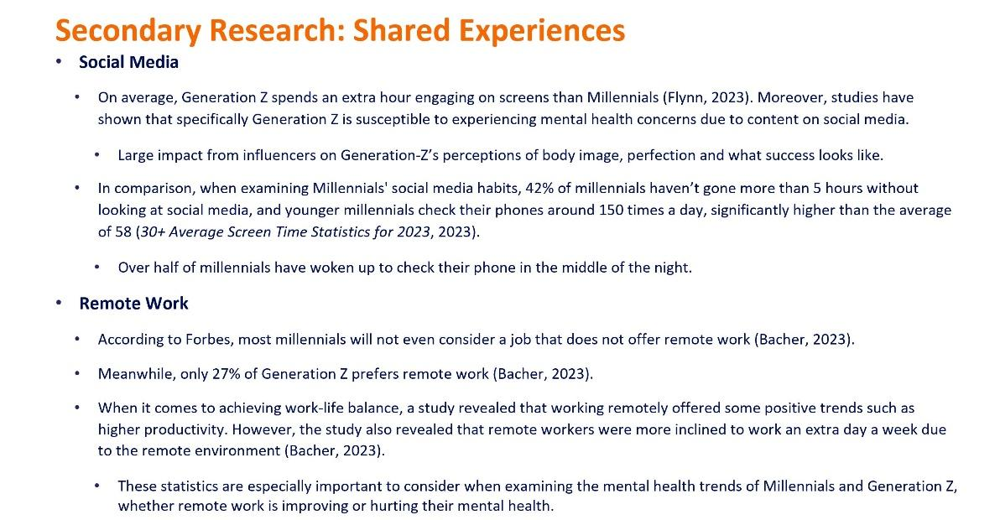 Secondary Research: Shared Experiences
• Social Media
• On average, Generation Z spends an extra hour engaging on screens than Millennials (Flynn, 2023). Moreover, studies have
shown that specifically Generation Z is susceptible to experiencing mental health concerns due to content on social media.
• Large impact from influencers on Generation-Z’s perceptions of body image, perfection and what success looks like.
• In comparison, when examining Millennials' social media habits, 42% of millennials haven’t gone more than 5 hours without
looking at social media, and younger millennials check their phones around 150 times a day, significantly higher than the average
of 58 (30+ Average Screen Time Statistics for 2023, 2023).
• Over half of millennials have woken up to check their phone in the middle of the night.
• Remote Work
• According to Forbes, most millennials will not even consider a job that does not offer remote work (Bacher, 2023).
• Meanwhile, only 27% of Generation Z prefers remote work (Bacher, 2023).
• When it comes to achieving work-life balance, a study revealed that working remotely offered some positive trends such as
higher productivity. However, the study also revealed that remote workers were more inclined to work an extra day a week due
to the remote environment (Bacher, 2023).
• These statistics are especially important to consider when examining the mental health trends of Millennials and Generation Z,
whether remote work is improving or hurting their mental health.